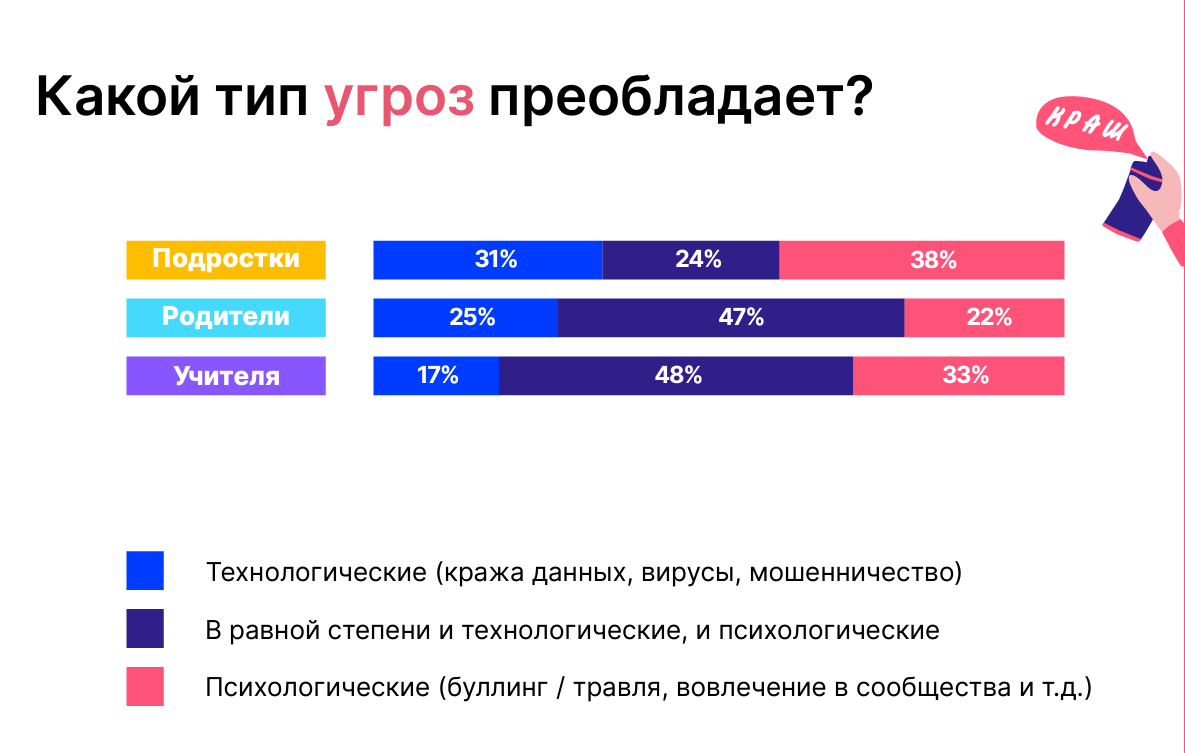 Какой тип угроз преобладает?
КРАШ
Подростки 31% 24% 38%
Родители 25% 47% 22%
Учителя 17% 48% 33%
Технологические (кража данных, вирусы, мошенничество)
В равной степени и технологические, и психологические
Психологические (буллинг / травля, вовлечение в сообщества и т.д.)